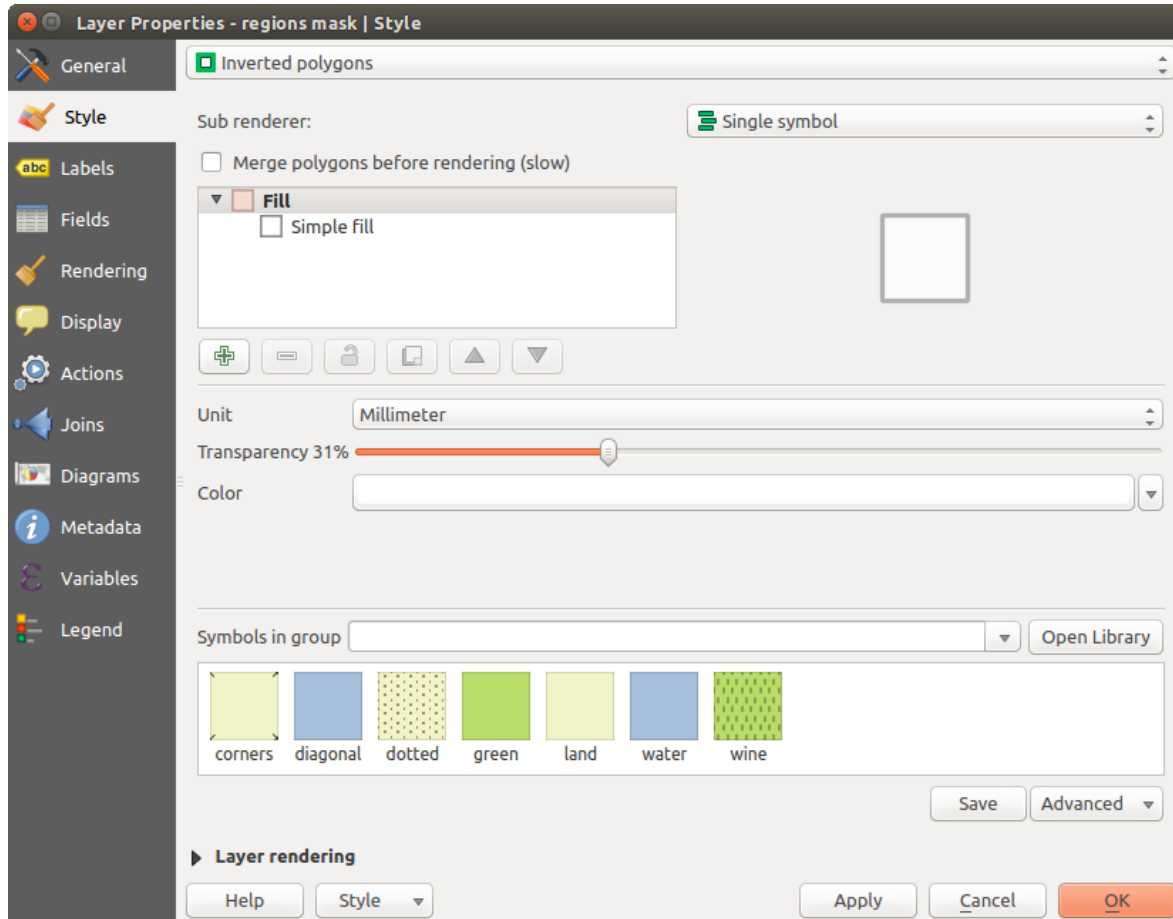 Layer Properties - regions mask | Style
General
Style
Labels
Fields
Rendering
Display
Actions
Joins
Diagrams
Metadata
Variables
Legend
abc
Inverted polygons
Sub renderer:
Single symbol
Merge polygons before rendering (slow)
Fill
Simple fill
Unit
Millimeter
Transparency 31%
Color
Symbols in group
Open Library
corners diagonal dotted green land water wine
Save
Advanced
Layer rendering
Help
Style
Apply
Cancel
OK